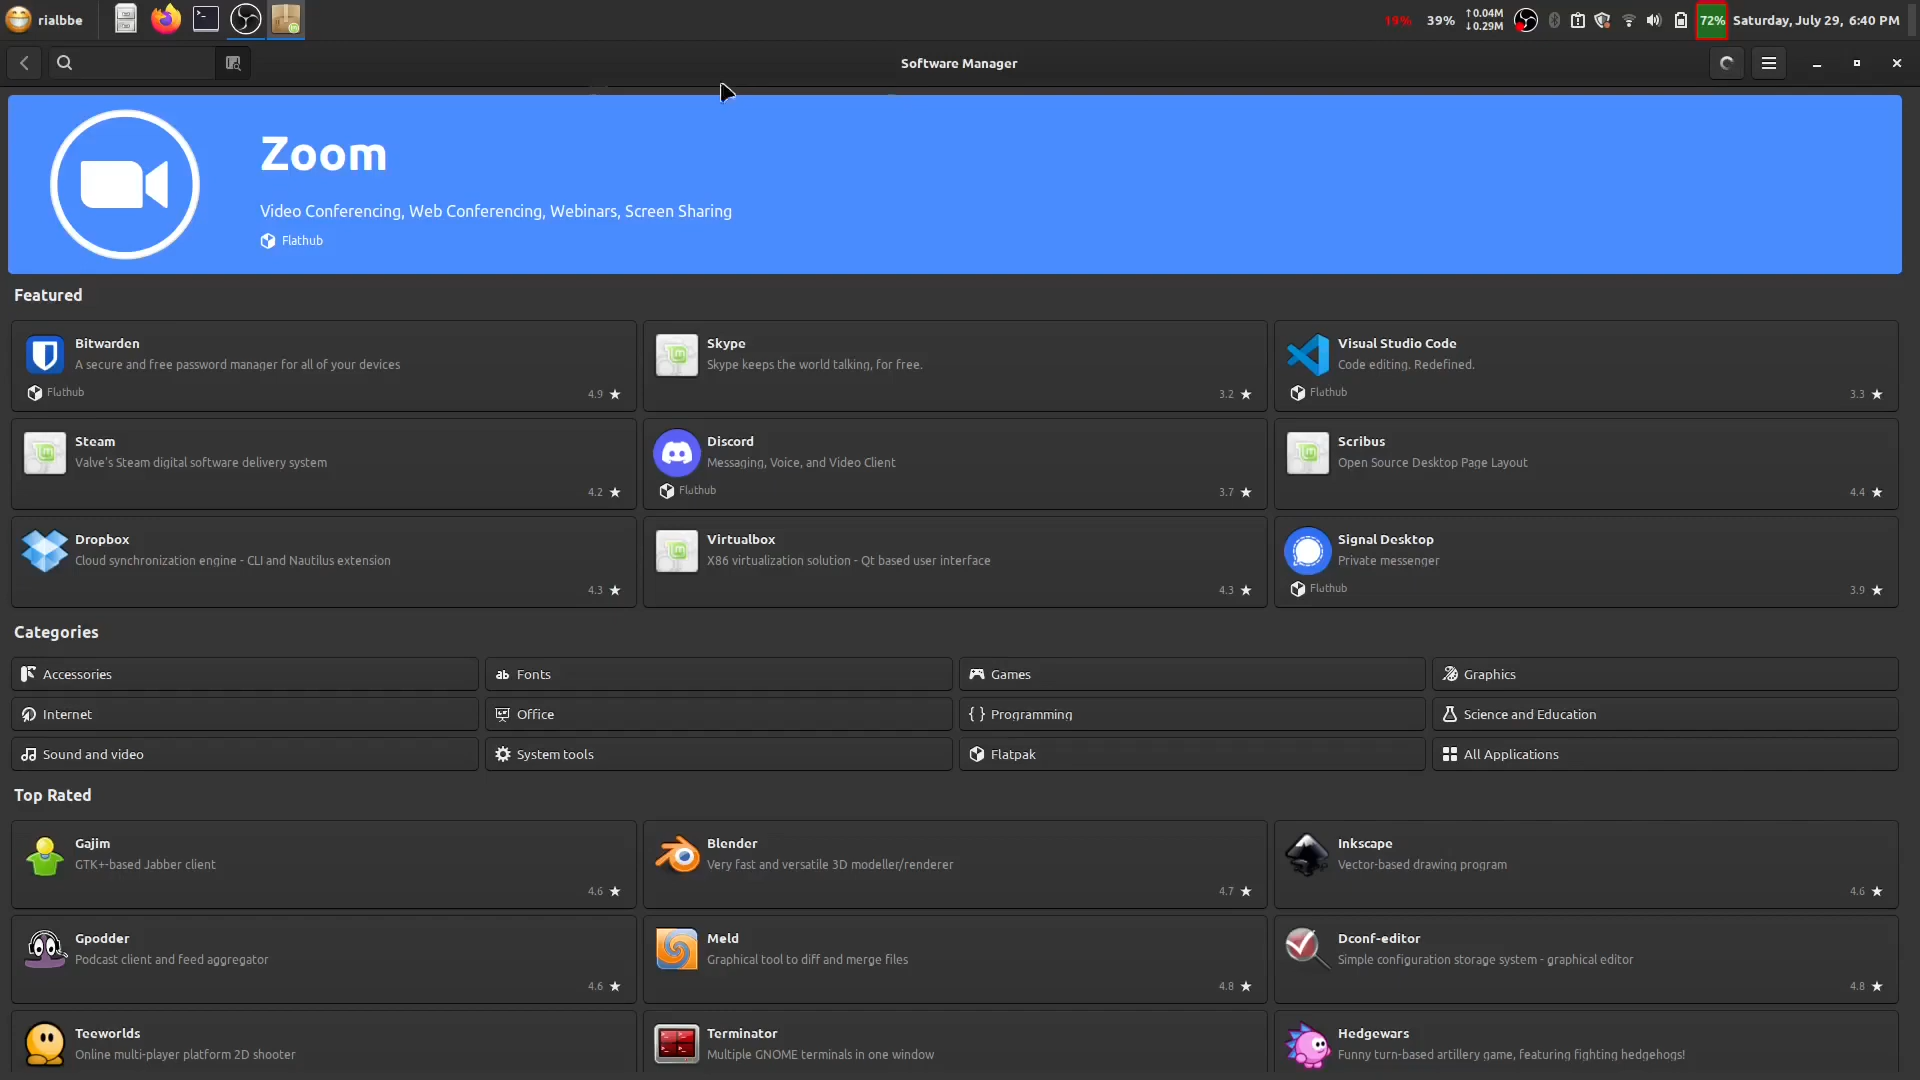 rialbbe
19% 39% ↑0.04M ↓0.29M 72% Saturday, July 29, 6:40 PM
Software Manager
Zoom
Video Conferencing, Web Conferencing, Webinars, Screen Sharing
Flathub
Featured
Bitwarden
A secure and free password manager for all of your devices
Flathub 4.9 ★
Skype
Skype keeps the world talking, for free.
3.2 ★
Visual Studio Code
Code editing. Redefined.
Flathub 3.3 ★
Steam
Valve's Steam digital software delivery system
4.2 ★
Discord
Messaging, Voice, and Video Client
Flathub 3.7 ★
Scribus
Open Source Desktop Page Layout
4.4 ★
Dropbox
Cloud synchronization engine - CLI and Nautilus extension
4.3 ★
Virtualbox
X86 virtualization solution - Qt based user interface
4.3 ★
Signal Desktop
Private messenger
Flathub 3.9 ★
Categories
Accessories
ab Fonts
Games
Graphics
Internet
Office
{ } Programming
Science and Education
Sound and video
System tools
Flatpak
All Applications
Top Rated
Gajim
GTK+-based Jabber client
4.6 ★
Blender
Very fast and versatile 3D modeller/renderer
4.7 ★
Inkscape
Vector-based drawing program
4.6 ★
Gpodder
Podcast client and feed aggregator
4.6 ★
Meld
Graphical tool to diff and merge files
4.8 ★
Dconf-editor
Simple configuration storage system - graphical editor
4.8 ★
Teeworlds
Online multi-player platform 2D shooter
Terminator
Multiple GNOME terminals in one window
Hedgewars
Funny turn-based artillery game, featuring fighting hedgehogs!